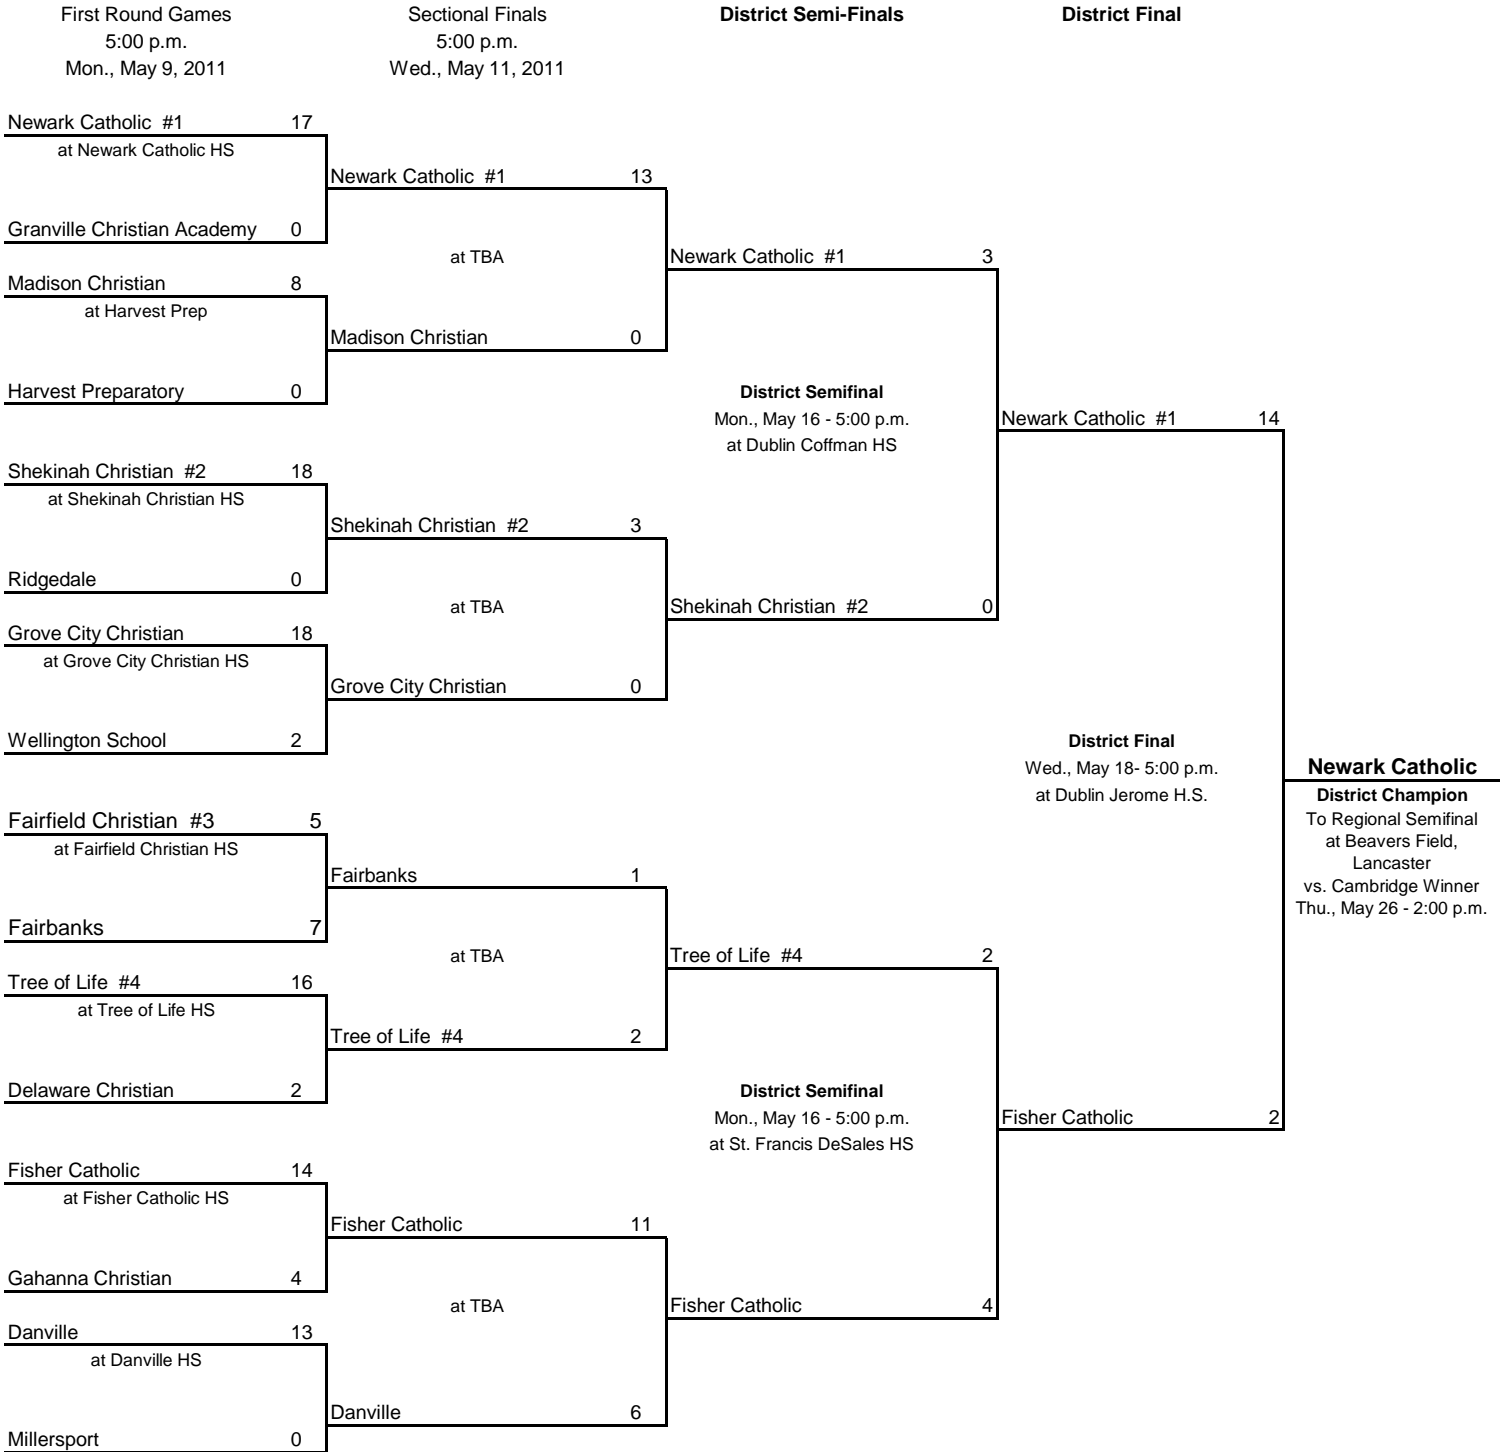 First Round Games
5:00 p.m.
Mon., May 9, 2011
Sectional Finals
5:00 p.m.
Wed., May 11, 2011
District Semi-Finals
District Final
Newark Catholic #1 17
at Newark Catholic HS
Granville Christian Academy 0
Madison Christian 8
at Harvest Prep
Harvest Preparatory 0
Shekinah Christian #2 18
at Shekinah Christian HS
Ridgedale 0
Grove City Christian 18
at Grove City Christian HS
Wellington School 2
Fairfield Christian #3 5
at Fairfield Christian HS
Fairbanks 7
Tree of Life #4 16
at Tree of Life HS
Delaware Christian 2
Fisher Catholic 14
at Fisher Catholic HS
Gahanna Christian 4
Danville 13
at Danville HS
Millersport 0
Newark Catholic #1 13
at TBA
Madison Christian 0
Shekinah Christian #2 3
at TBA
Grove City Christian 0
Fairbanks 1
at TBA
Tree of Life #4 2
Fisher Catholic 11
at TBA
Danville 6
Newark Catholic #1 3
District Semifinal
Mon., May 16 - 5:00 p.m.
at Dublin Coffman HS
Shekinah Christian #2 0
Tree of Life #4 2
District Semifinal
Mon., May 16 - 5:00 p.m.
at St. Francis DeSales HS
Fisher Catholic 4
Newark Catholic #1 14
District Final
Wed., May 18- 5:00 p.m.
at Dublin Jerome H.S.
Fisher Catholic 2
Newark Catholic
District Champion
To Regional Semifinal
at Beavers Field,
Lancaster
vs. Cambridge Winner
Thu., May 26 - 2:00 p.m.